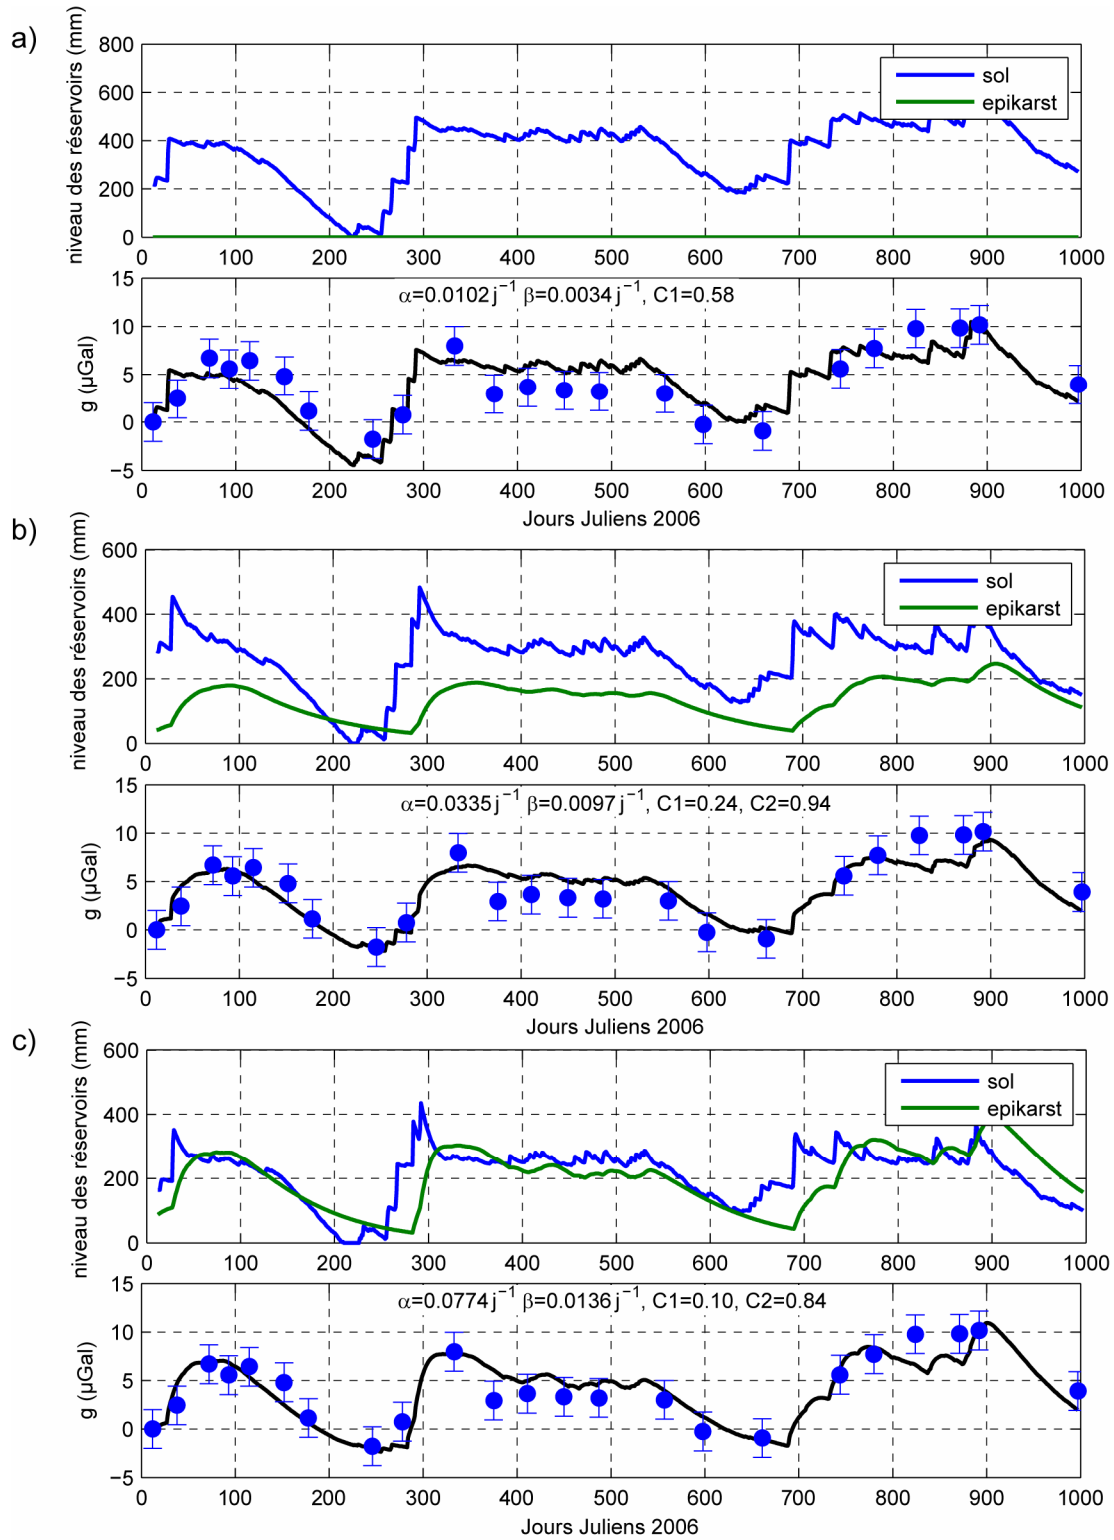 a)
niveau des réservoirs (mm)
800
600
400
200
0
sol
epikarst
0 100 200 300 400 500 600 700 800 900 1000
g (µGal)
15
10
5
0
−5
α=0.0102 j⁻¹ β=0.0034 j⁻¹, C1=0.58
0 100 200 300 400 500 600 700 800 900 1000
Jours Juliens 2006
b)
niveau des réservoirs (mm)
600
400
200
0
sol
epikarst
0 100 200 300 400 500 600 700 800 900 1000
g (µGal)
15
10
5
0
−5
α=0.0335 j⁻¹ β=0.0097 j⁻¹, C1=0.24, C2=0.94
0 100 200 300 400 500 600 700 800 900 1000
Jours Juliens 2006
c)
niveau des réservoirs (mm)
600
400
200
0
sol
epikarst
0 100 200 300 400 500 600 700 800 900 1000
g (µGal)
15
10
5
0
−5
α=0.0774 j⁻¹ β=0.0136 j⁻¹, C1=0.10, C2=0.84
0 100 200 300 400 500 600 700 800 900 1000
Jours Juliens 2006